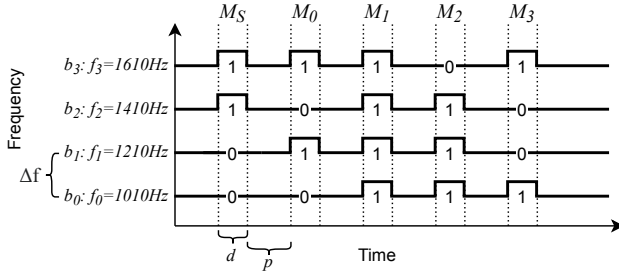 M_S M_0 M_1 M_2 M_3
b_3: f_3=1610Hz 1 1 1 0 1
b_2: f_2=1410Hz 1 0 1 1 0
b_1: f_1=1210Hz 0 1 1 1 0
b_0: f_0=1010Hz 0 0 1 1 1
Frequency
Δf
d
p
Time